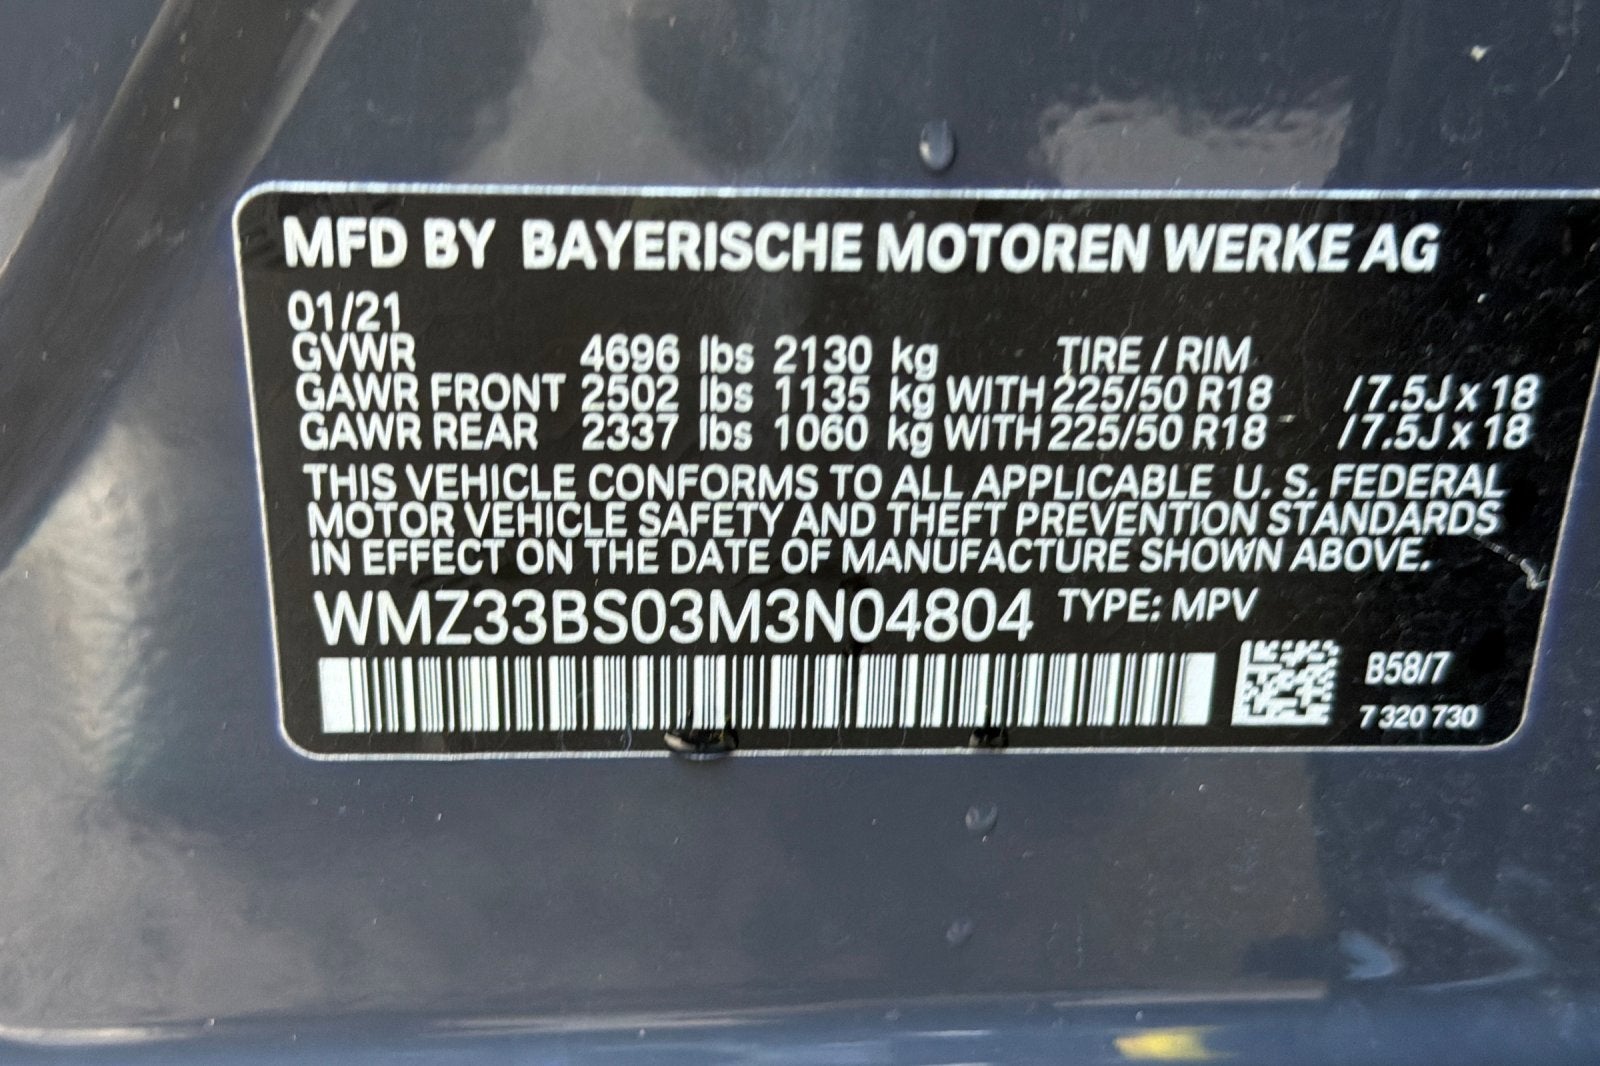 MFD BY BAYERISCHE MOTOREN WERKE AG
01/21
GVWR 4696 lbs 2130 kg TIRE / RIM
GAWR FRONT 2502 lbs 1135 kg WITH 225/50 R18 / 7.5J x 18
GAWR REAR 2337 lbs 1060 kg WITH 225/50 R18 / 7.5J x 18
THIS VEHICLE CONFORMS TO ALL APPLICABLE U. S. FEDERAL
MOTOR VEHICLE SAFETY AND THEFT PREVENTION STANDARDS
IN EFFECT ON THE DATE OF MANUFACTURE SHOWN ABOVE.
WMZ33BS03M3N04804 TYPE: MPV
B58/7
7 320 730